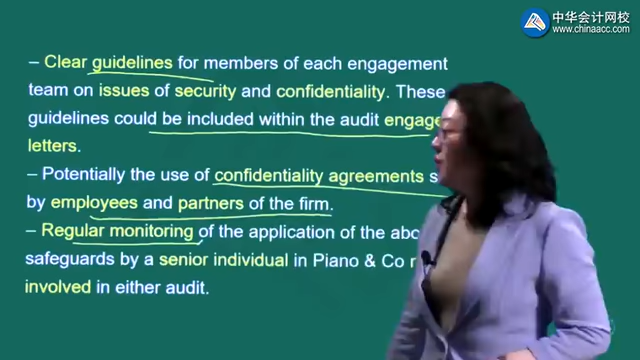 中华会计网校
www.chinaacc.com
– Clear guidelines for members of each engagement
team on issues of security and confidentiality. These
guidelines could be included within the audit
letters.
– Potentially the use of confidentiality agreements
by employees and partners of the firm.
– Regular monitoring of the application of the
safeguards by a senior individual in Piano & Co
involved in either audit.